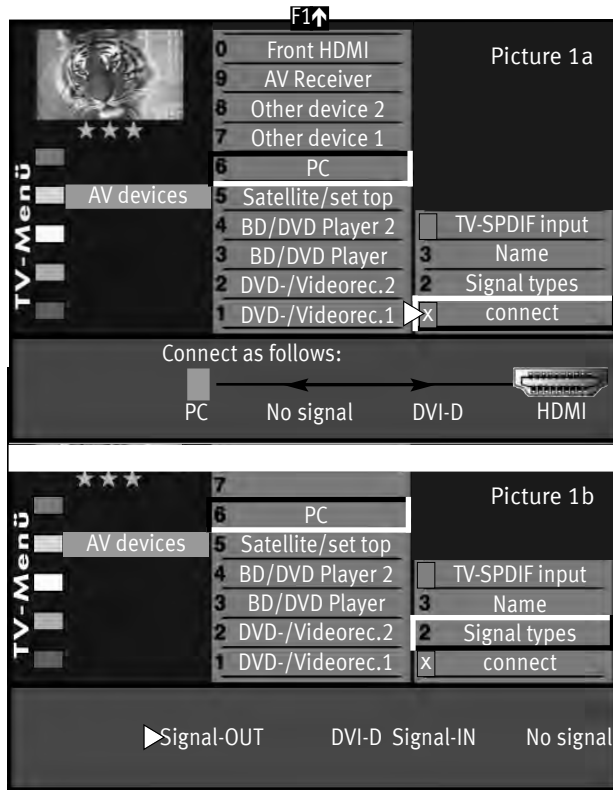 F1↑
Picture 1a
0 Front HDMI
9 AV Receiver
8 Other device 2
7 Other device 1
6 PC
TV-Menü
AV devices
5 Satellite/set top
4 BD/DVD Player 2
TV-SPDIF input
3 BD/DVD Player
3 Name
2 DVD-/Videorec.2
2 Signal types
1 DVD-/Videorec.1
x connect
Connect as follows:
PC No signal DVI-D HDMI
7
Picture 1b
6 PC
TV-Menü
AV devices
5 Satellite/set top
4 BD/DVD Player 2
TV-SPDIF input
3 BD/DVD Player
3 Name
2 DVD-/Videorec.2
2 Signal types
1 DVD-/Videorec.1
x connect
Signal-OUT DVI-D Signal-IN No signal